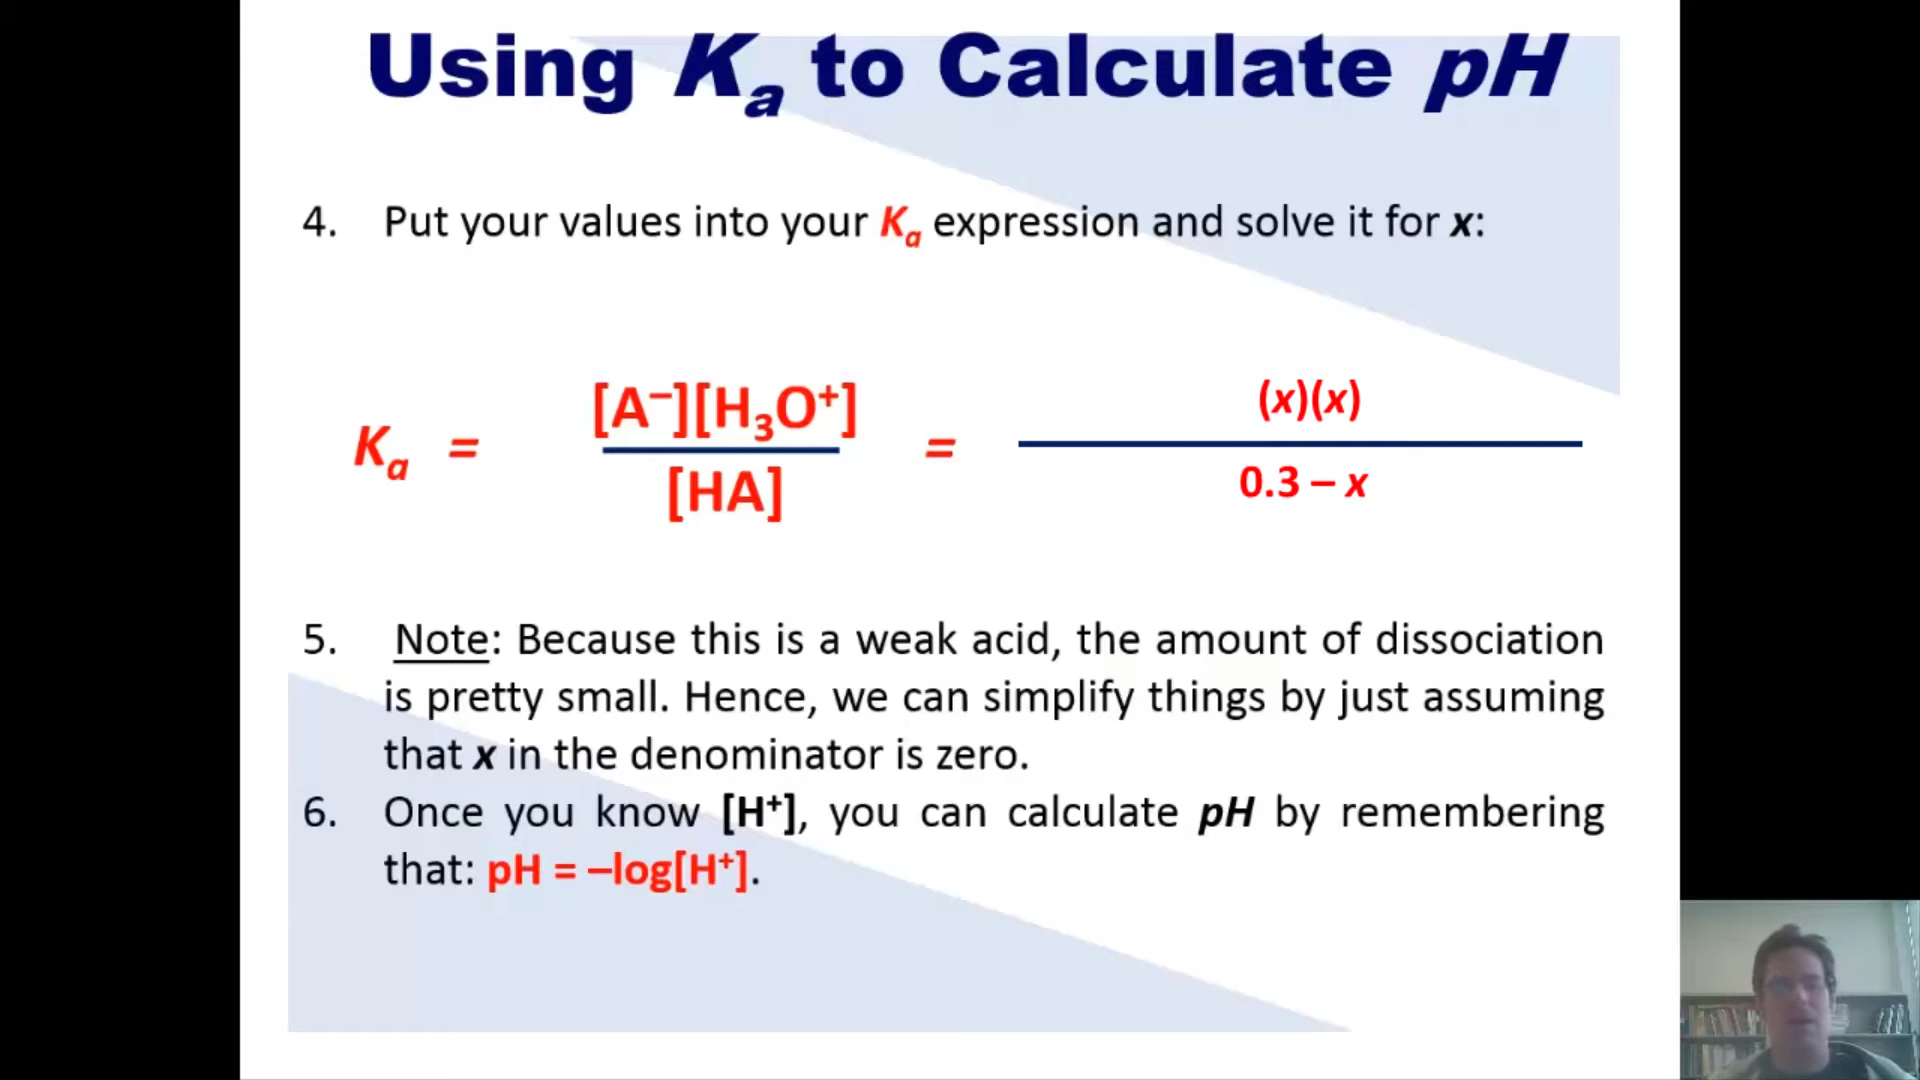 Using Kₐ to Calculate pH
4. Put your values into your Kₐ expression and solve it for x:
Kₐ = [A⁻][H₃O⁺] / [HA] = (x)(x) / 0.3 – x
5. Note: Because this is a weak acid, the amount of dissociation
is pretty small. Hence, we can simplify things by just assuming
that x in the denominator is zero.
6. Once you know [H⁺], you can calculate pH by remembering
that: pH = –log[H⁺].